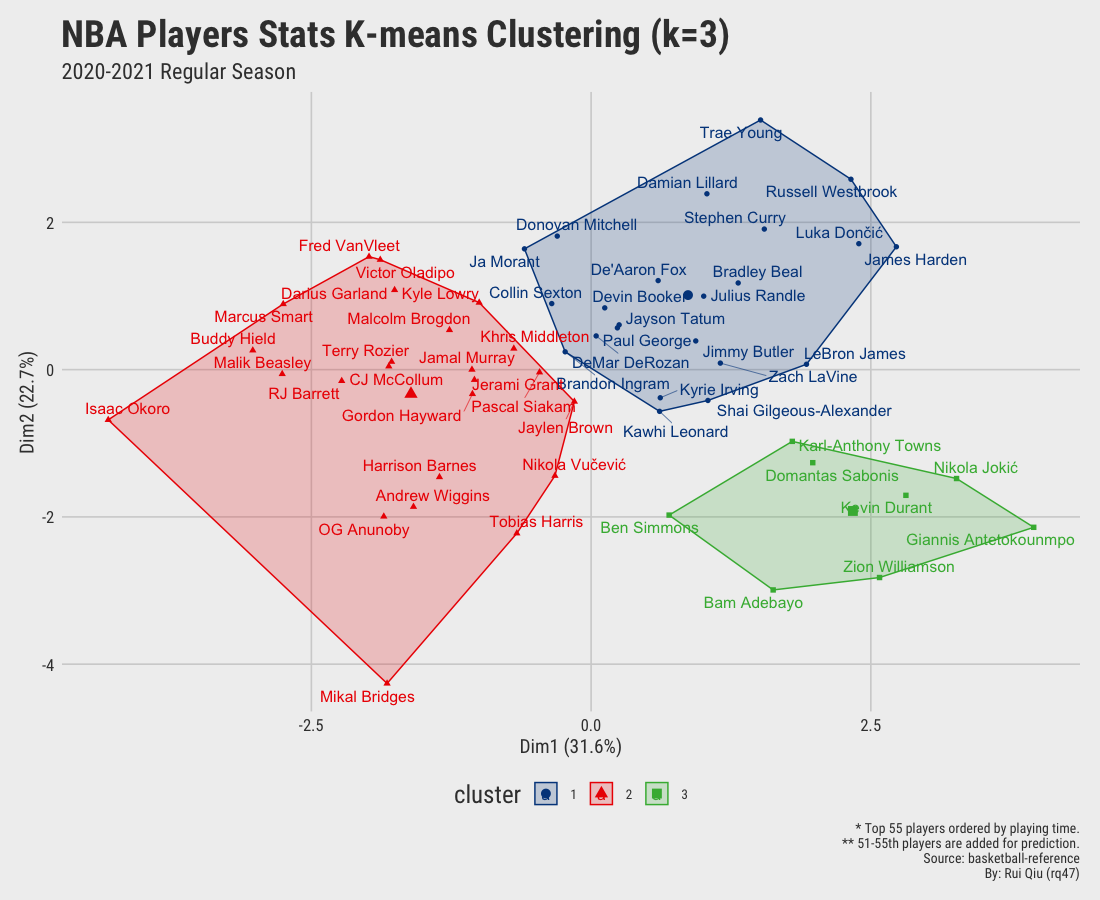 NBA Players Stats K-means Clustering (k=3)
2020-2021 Regular Season
Trae Young
Damian Lillard
Russell Westbrook
Stephen Curry
Donovan Mitchell
Luka Dončić
2
Fred VanVleet
Ja Morant
James Harden
Victor Oladipo
De'Aaron Fox
Bradley Beal
Darius Garland
Kyle Lowry
Collin Sexton
Devin Booker
Julius Randle
Marcus Smart
Malcolm Brogdon
Jayson Tatum
Buddy Hield
Khris Middleton
Paul George
Terry Rozier
Jamal Murray
Jimmy Butler
LeBron James
Malik Beasley
DeMar DeRozan
0
Zach LaVine
CJ McCollum
Jerami Grant
Brandon Ingram
Kyrie Irving
RJ Barrett
Isaac Okoro
Gordon Hayward
Pascal Siakam
Shai Gilgeous-Alexander
Jaylen Brown
Kawhi Leonard
Karl-Anthony Towns
Harrison Barnes
Nikola Vučević
Nikola Jokić
Domantas Sabonis
Andrew Wiggins
Kevin Durant
-2
OG Anunoby
Tobias Harris
Ben Simmons
Giannis Antetokounmpo
Zion Williamson
Bam Adebayo
-4
Mikal Bridges
Dim2 (22.7%)
-2.5
0.0
2.5
Dim1 (31.6%)
cluster 1 2 3
* Top 55 players ordered by playing time.
** 51-55th players are added for prediction.
Source: basketball-reference
By: Rui Qiu (rq47)